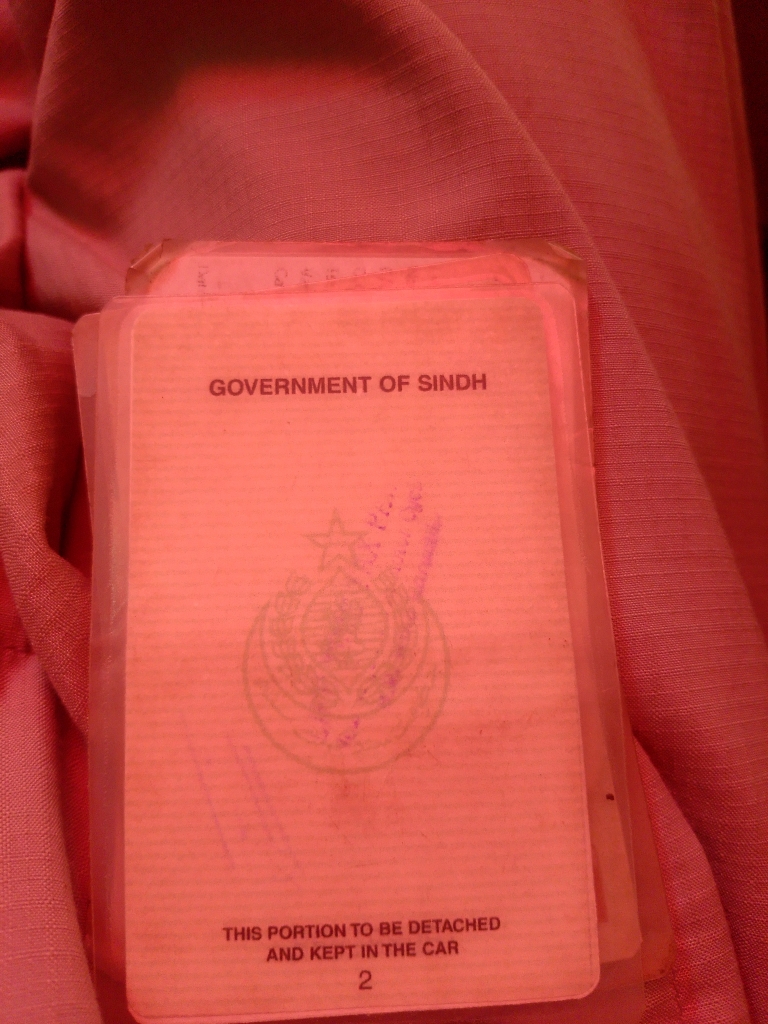 GOVERNMENT OF SINDH
THIS PORTION TO BE DETACHED
AND KEPT IN THE CAR
2